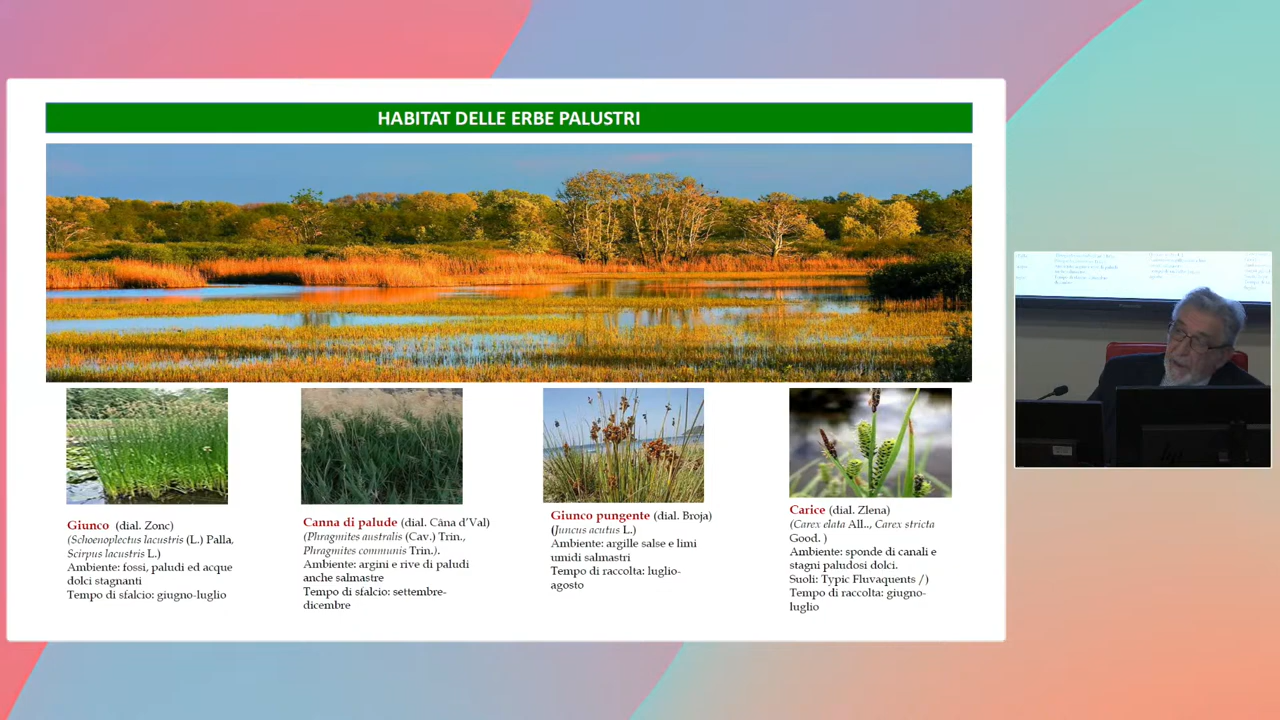 HABITAT DELLE ERBE PALUSTRI
Giunco (dial. Zonc)
(Schoenoplectus lacustris (L.) Palla,
Scirpus lacustris L.)
Ambiente: fossi, paludi ed acque
dolci stagnanti
Tempo di sfalcio: giugno-luglio
Canna di palude (dial. Càna d’Val)
(Phragmites australis (Cav.) Trin.,
Phragmites communis Trin.).
Ambiente: argini e rive di paludi
anche salmastre
Tempo di sfalcio: settembre-
dicembre
Giunco pungente (dial. Broja)
(Juncus acutus L.)
Ambiente: argille salse e limi
umidi salmastri
Tempo di raccolta: luglio-
agosto
Carice (dial. Zlena)
(Carex elata All.., Carex stricta
Good. )
Ambiente: sponde di canali e
stagni paludosi dolci.
Suoli: Typic Fluvaquents /)
Tempo di raccolta: giugno-
luglio